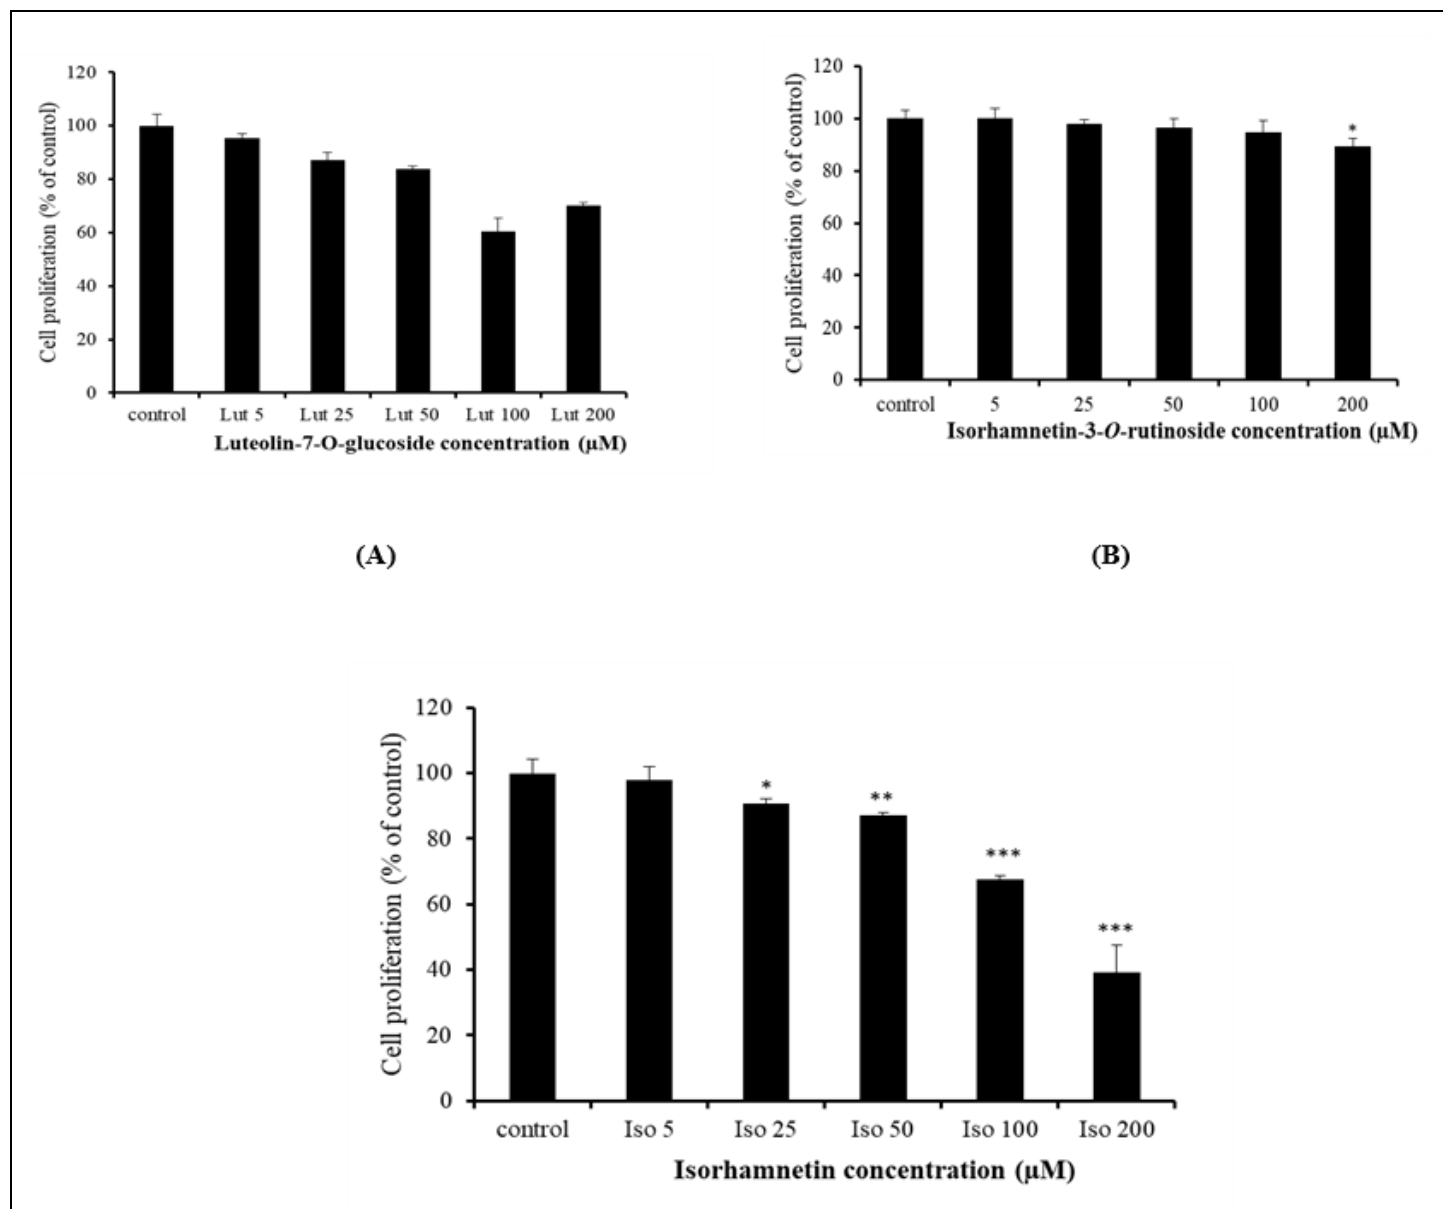 120
100
80
60
40
20
0
Cell proliferation (% of control)
control Lut 5 Lut 25 Lut 50 Lut 100 Lut 200
Luteolin-7-O-glucoside concentration (µM)
(A)
120
100
80
60
40
20
0
Cell proliferation (% of control)
*
control 5 25 50 100 200
Isorhamnetin-3-O-rutinoside concentration (µM)
(B)
120
100
80
60
40
20
0
Cell proliferation (% of control)
*
**
***
***
control Iso 5 Iso 25 Iso 50 Iso 100 Iso 200
Isorhamnetin concentration (µM)